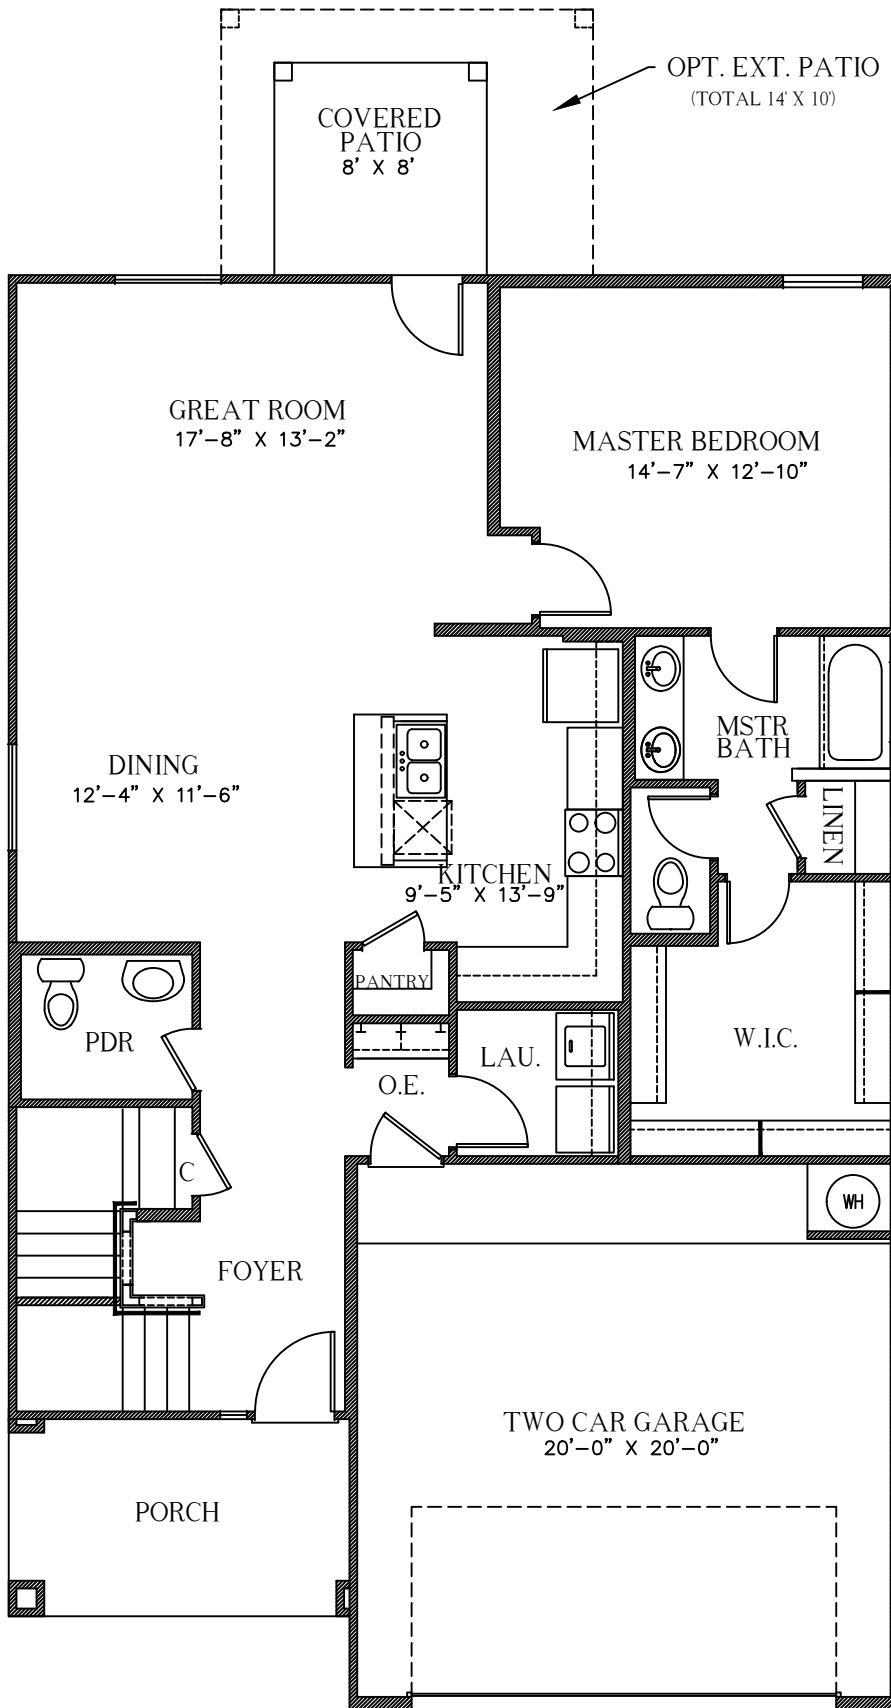 OPT. EXT. PATIO
(TOTAL 14' X 10')
COVERED
PATIO
8' X 8'
GREAT ROOM
17'-8" X 13'-2"
MASTER BEDROOM
14'-7" X 12'-10"
MSTR
BATH
DINING
12'-4" X 11'-6"
LINEN
KITCHEN
9'-5" X 13'-9"
PANTRY
PDR
LAU.
W.I.C.
O.E.
C
WH
FOYER
TWO CAR GARAGE
20'-0" X 20'-0"
PORCH